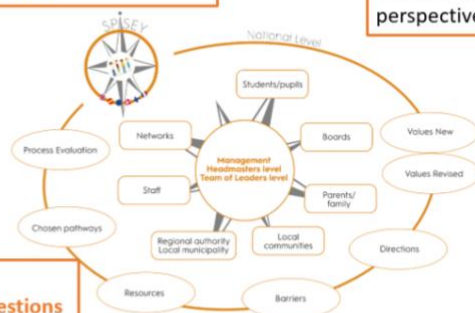 perspective
SPISEY
National Level
Students/pupils
Networks
Boards
Values New
Process Evaluation
Management
Headmasters level
Team of Leaders level
Values Revised
Staff
Parents/
family
Chosen pathways
Regional authority
Local municipality
Local
communities
Directions
Resources
Barriers
estions